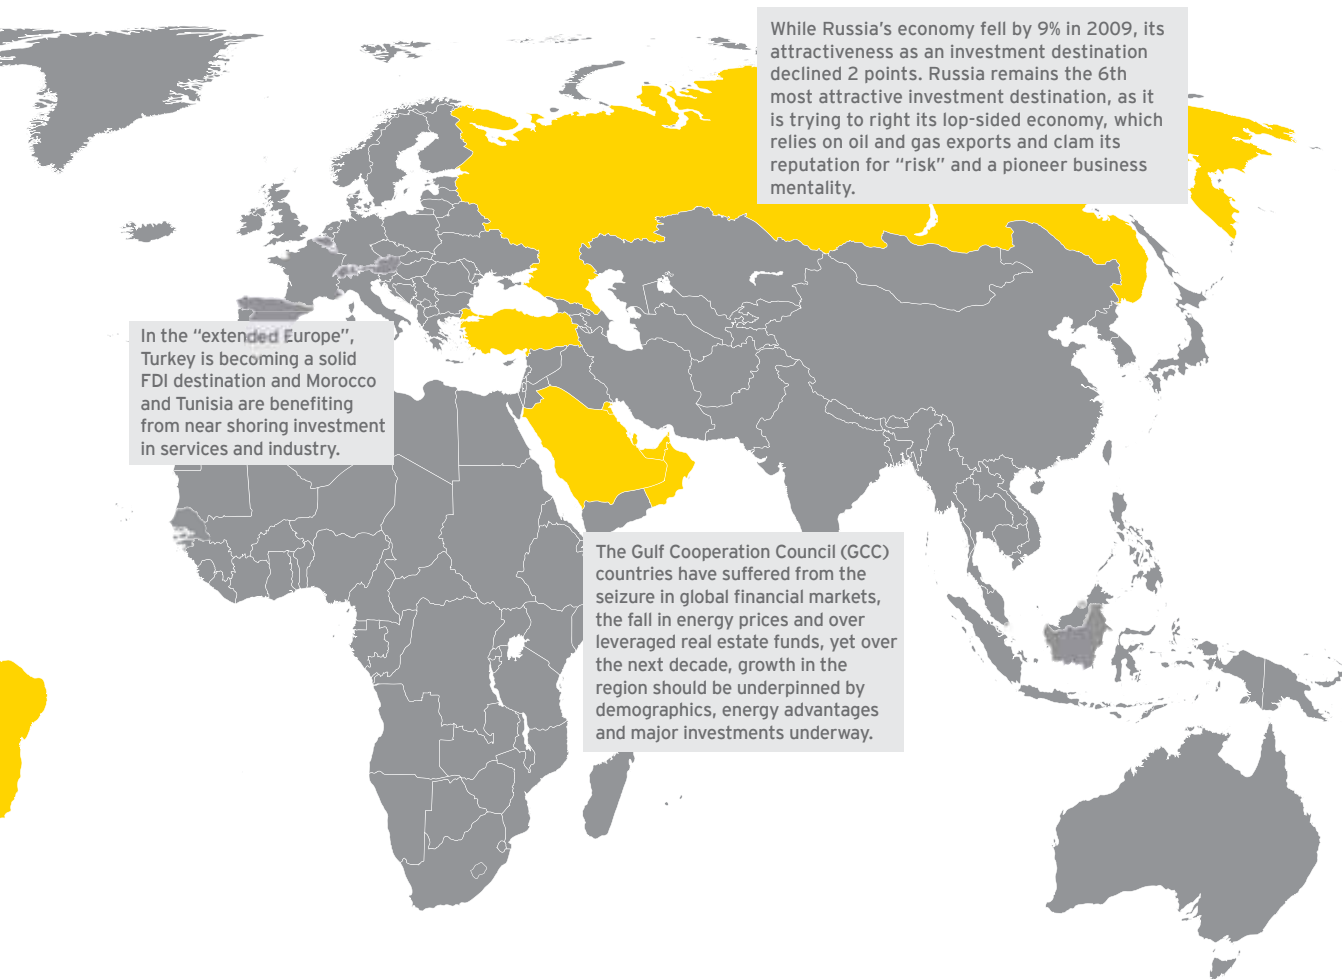 While Russia's economy fell by 9% in 2009, its
attractiveness as an investment destination
declined 2 points. Russia remains the 6th
most attractive investment destination, as it
is trying to right its lop-sided economy, which
relies on oil and gas exports and clam its
reputation for “risk” and a pioneer business
mentality.
In the “extended Europe”,
Turkey is becoming a solid
FDI destination and Morocco
and Tunisia are benefiting
from near shoring investment
in services and industry.
The Gulf Cooperation Council (GCC)
countries have suffered from the
seizure in global financial markets,
the fall in energy prices and over
leveraged real estate funds, yet over
the next decade, growth in the
region should be underpinned by
demographics, energy advantages
and major investments underway.